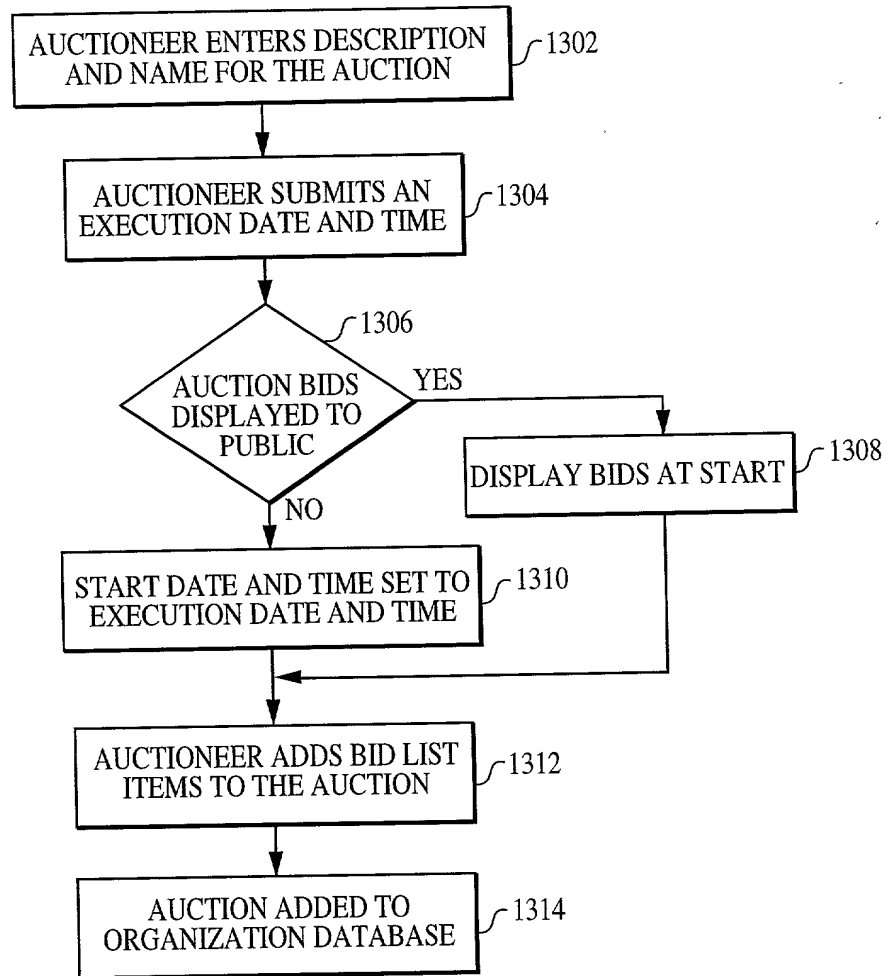 AUCTIONEER ENTERS DESCRIPTION
AND NAME FOR THE AUCTION
1302
AUCTIONEER SUBMITS AN
EXECUTION DATE AND TIME
1304
1306
AUCTION BIDS
DISPLAYED TO
PUBLIC
YES
DISPLAY BIDS AT START
1308
NO
START DATE AND TIME SET TO
EXECUTION DATE AND TIME
1310
AUCTIONEER ADDS BID LIST
ITEMS TO THE AUCTION
1312
AUCTION ADDED TO
ORGANIZATION DATABASE
1314